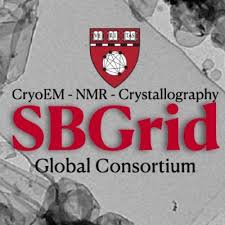 CryoEM - NMR - Crystallography
SBGrid
Global Consortium